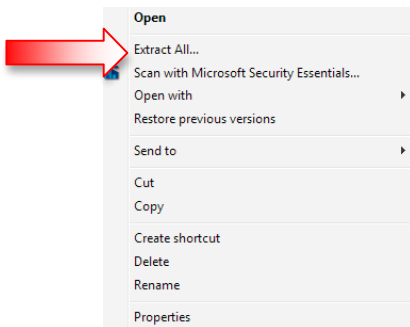 Open
Extract All...
Scan with Microsoft Security Essentials...
Open with
Restore previous versions
Send to
Cut
Copy
Create shortcut
Delete
Rename
Properties